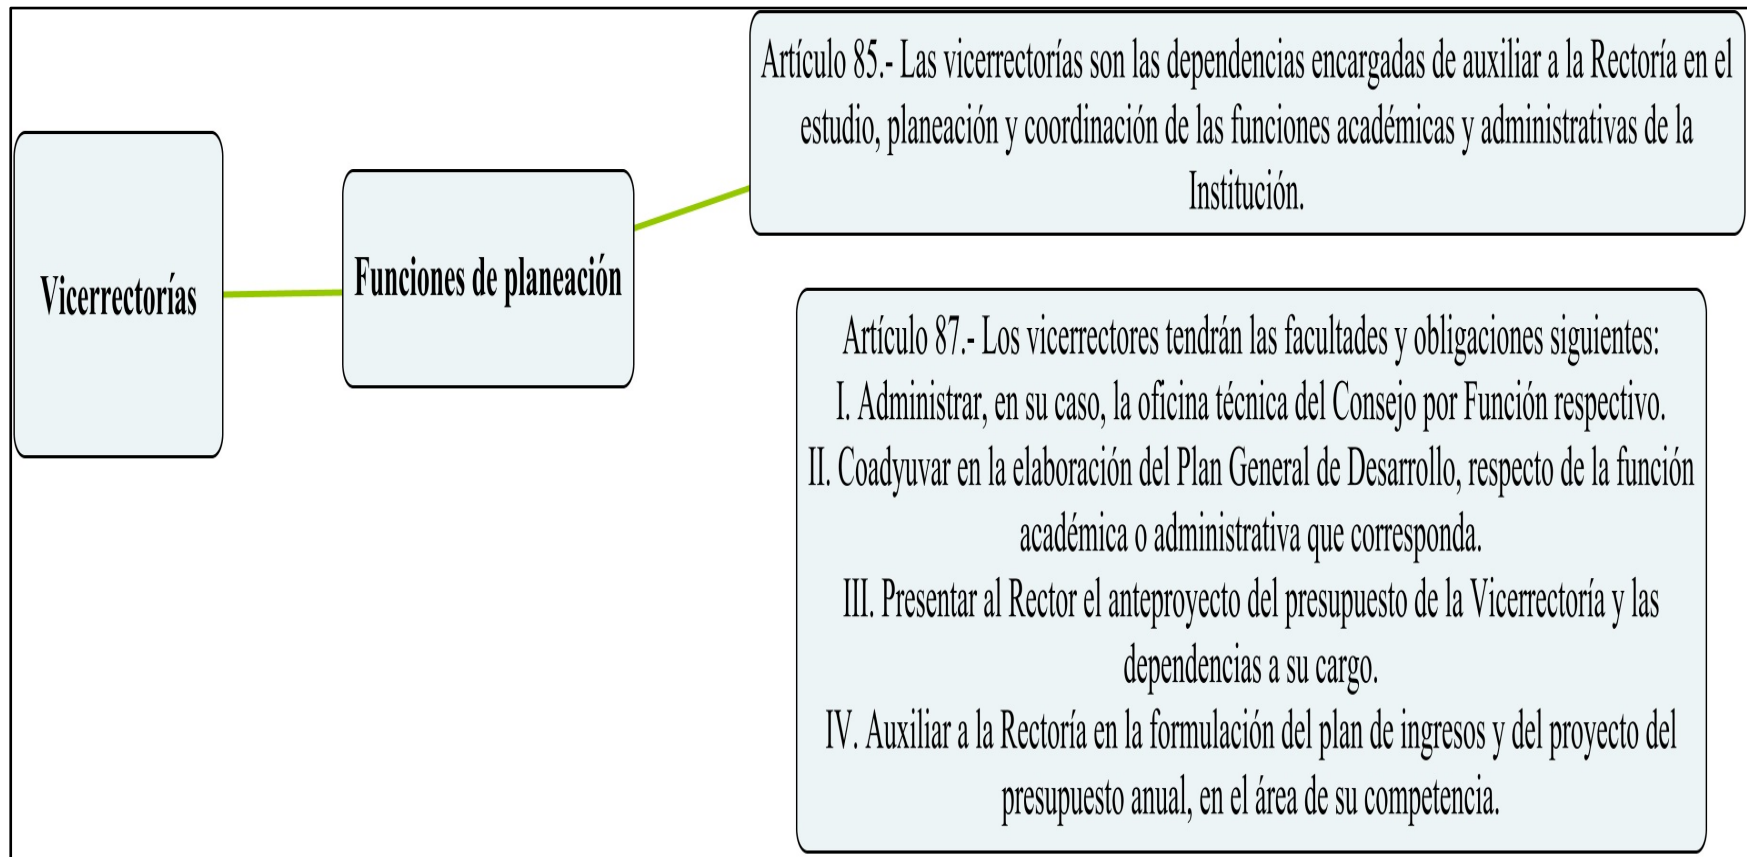 Vicerrectorías
Funciones de planeación
Artículo 85.- Las vicerrectorías son las dependencias encargadas de auxiliar a la Rectoría en el
estudio, planeación y coordinación de las funciones académicas y administrativas de la
Institución.
Artículo 87.- Los vicerrectores tendrán las facultades y obligaciones siguientes:
I. Administrar, en su caso, la oficina técnica del Consejo por Función respectivo.
II. Coadyuvar en la elaboración del Plan General de Desarrollo, respecto de la función
académica o administrativa que corresponda.
III. Presentar al Rector el anteproyecto del presupuesto de la Vicerrectoría y las
dependencias a su cargo.
IV. Auxiliar a la Rectoría en la formulación del plan de ingresos y del proyecto del
presupuesto anual, en el área de su competencia.